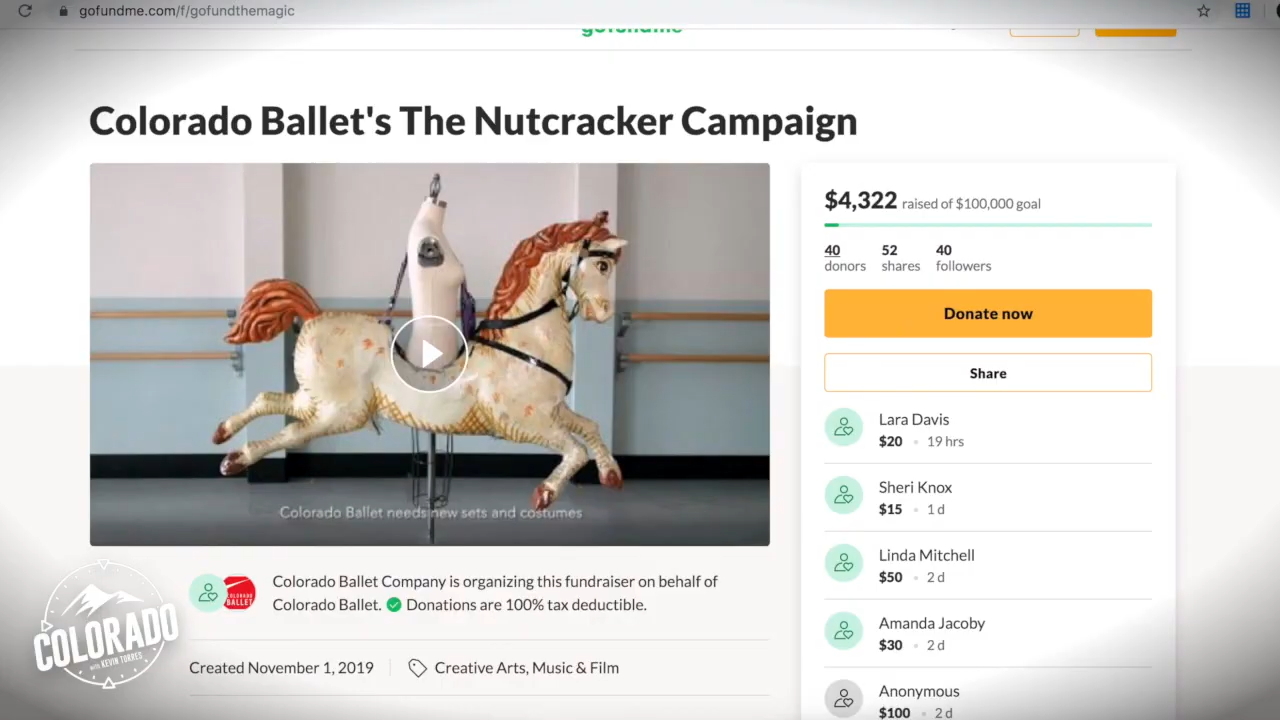 gofundme.com/f/gofundthemagic
gofundme
Colorado Ballet's The Nutcracker Campaign
$4,322 raised of $100,000 goal
40 donors
52 shares
40 followers
Donate now
Share
Lara Davis
$20 • 19 hrs
Sheri Knox
$15 • 1 d
Linda Mitchell
$50 • 2 d
Amanda Jacoby
$30 • 2 d
Anonymous
$100 • 2 d
Colorado Ballet needs new sets and costumes
COLORADO
BALLET
Colorado Ballet Company is organizing this fundraiser on behalf of
Colorado Ballet. Donations are 100% tax deductible.
Created November 1, 2019
Creative Arts, Music & Film
COLORADO
with KEVIN TORRES